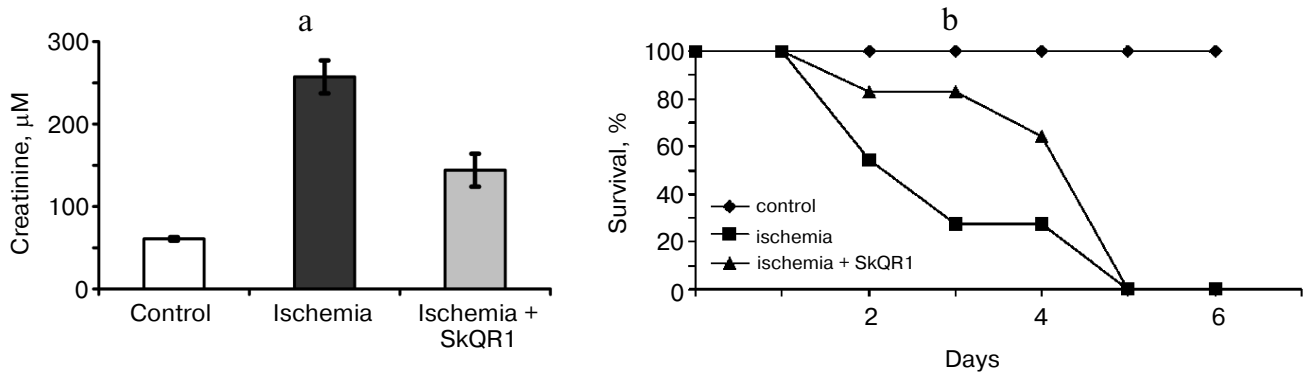 a
300
200
100
0
Creatinine, μM
Control
Ischemia
Ischemia +
SkQR1
b
100
80
60
40
20
0
Survival, %
control
ischemia
ischemia + SkQR1
2
4
6
Days